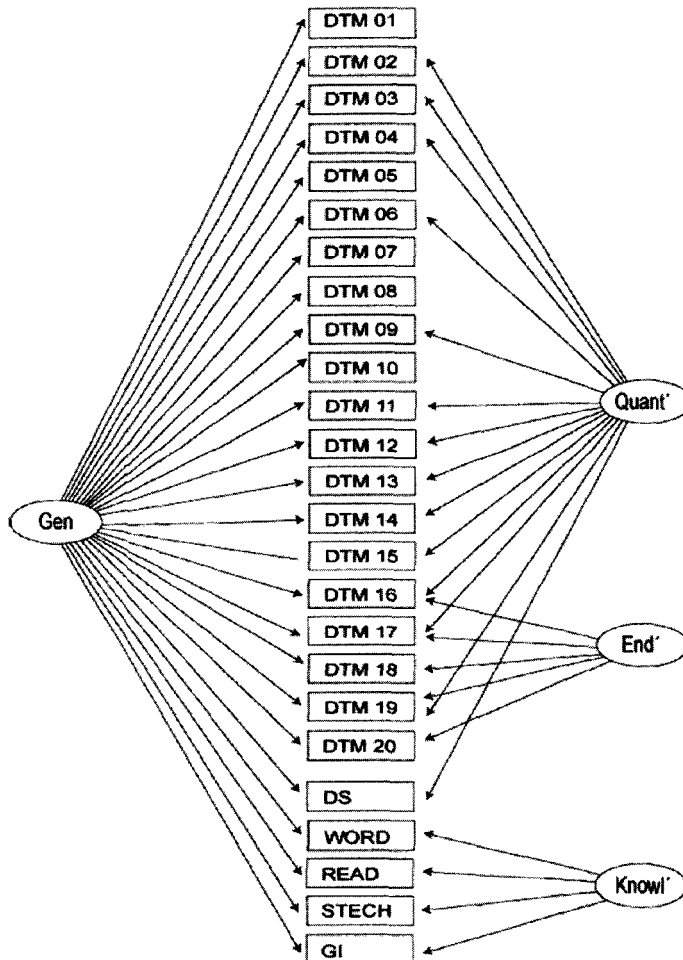 DTM 01
DTM 02
DTM 03
DTM 04
DTM 05
DTM 06
DTM 07
DTM 08
DTM 09
DTM 10
Quant´
DTM 11
DTM 12
DTM 13
Gen
DTM 14
DTM 15
DTM 16
DTM 17
End´
DTM 18
DTM 19
DTM 20
DS
WORD
READ
Knowl´
STECH
GI